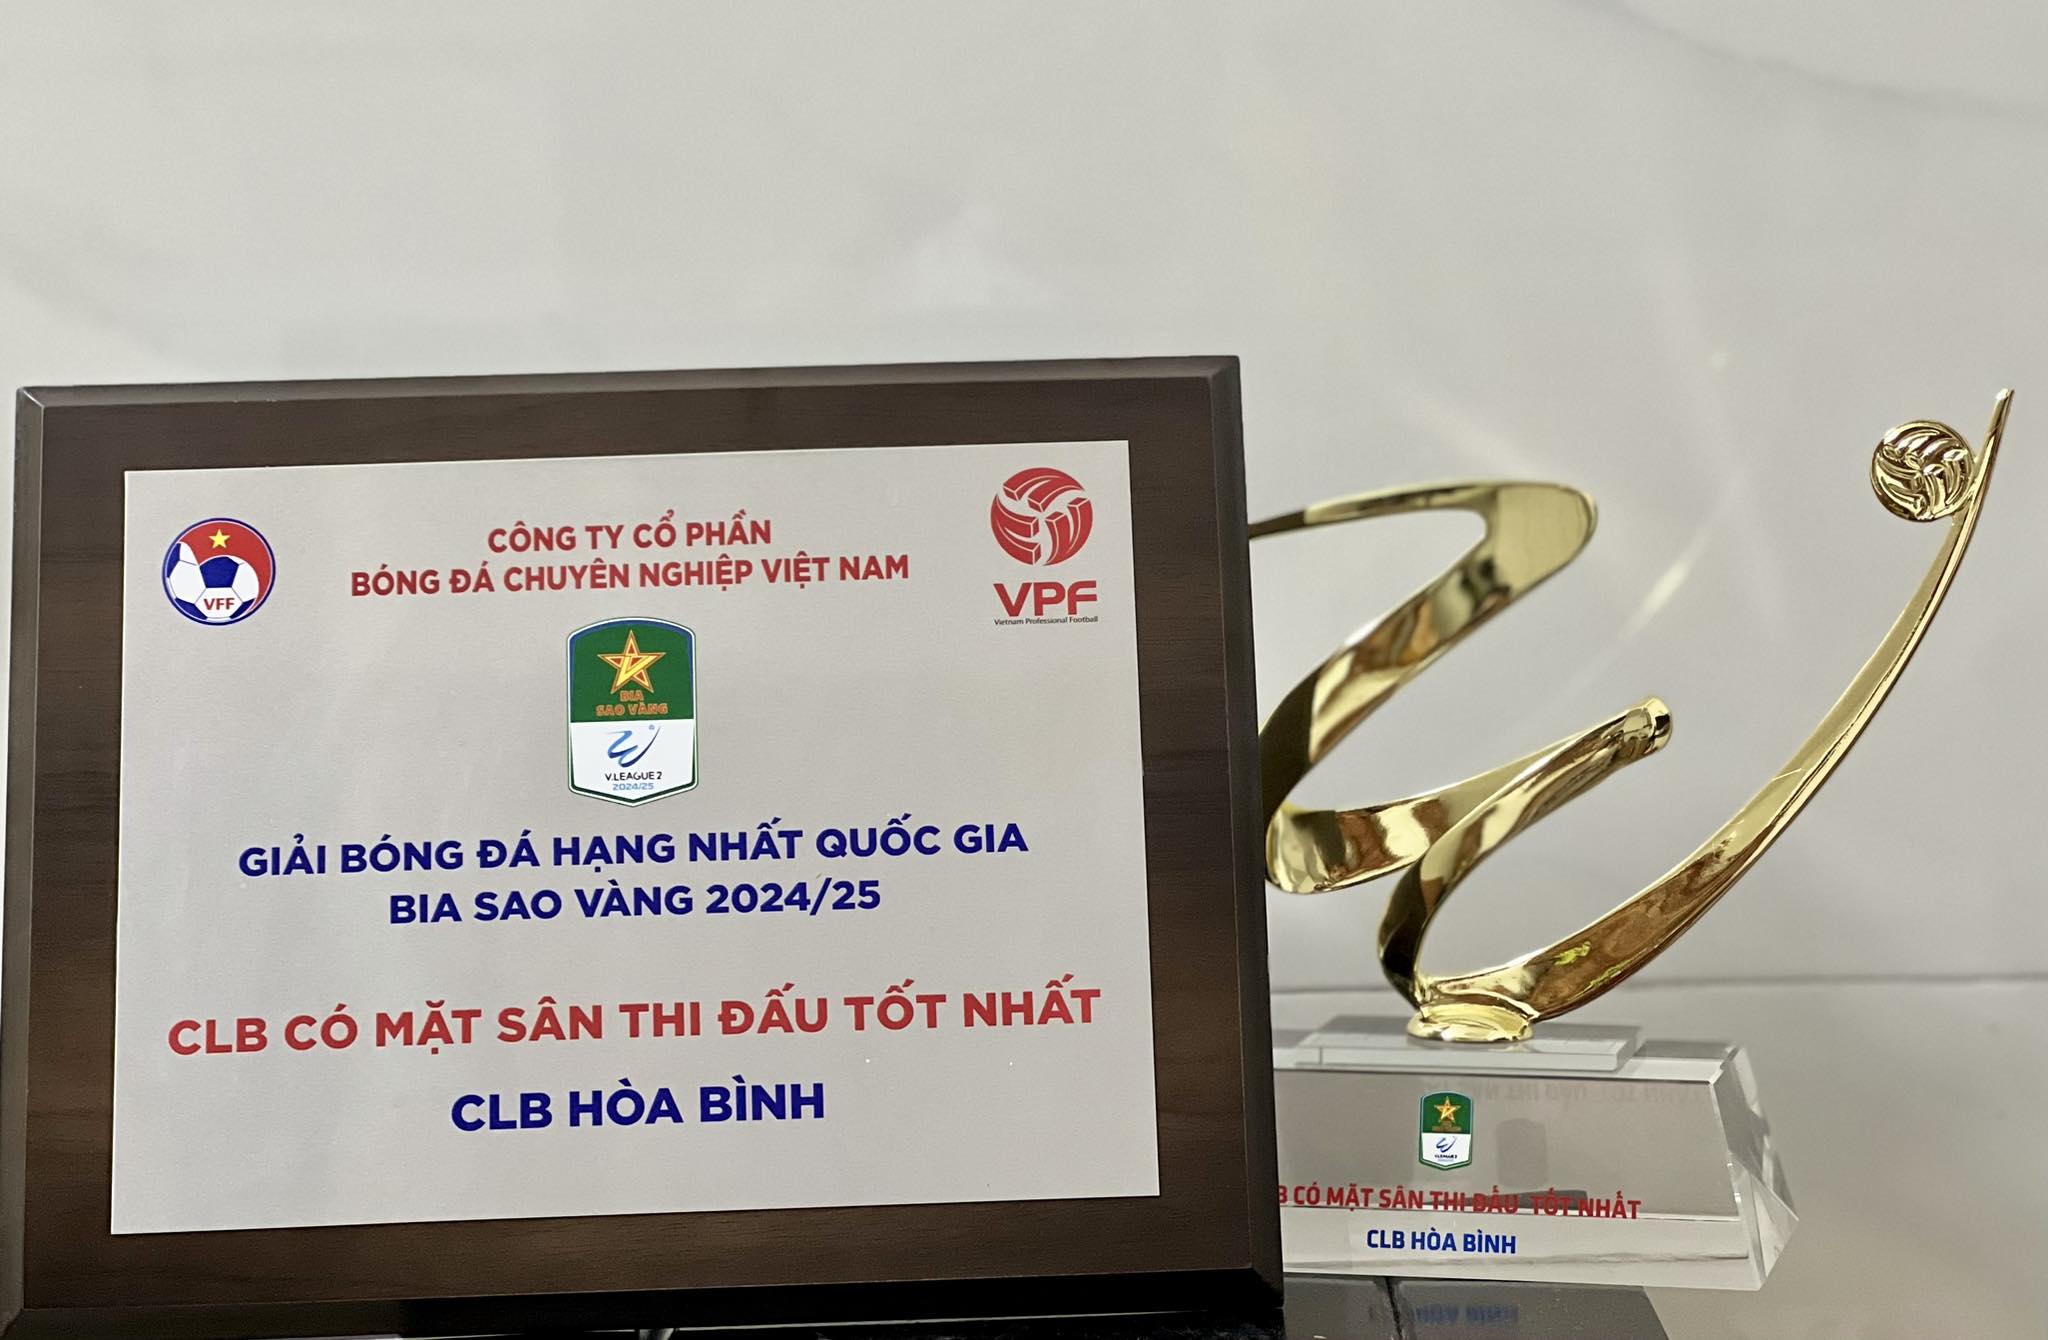 CÔNG TY CỔ PHẦN
BÓNG ĐÁ CHUYÊN NGHIỆP VIỆT NAM
VFF
VPF
Vietnam Professional Football
BIA
SAO VÀNG
V.LEAGUE 2
2024/25
GIẢI BÓNG ĐÁ HẠNG NHẤT QUỐC GIA
BIA SAO VÀNG 2024/25
CLB CÓ MẶT SÂN THI ĐẤU TỐT NHẤT
CLB HÒA BÌNH
V.LEAGUE 2
B CÓ MẶT SÂN THI ĐẤU TỐT NHẤT
CLB HÒA BÌNH